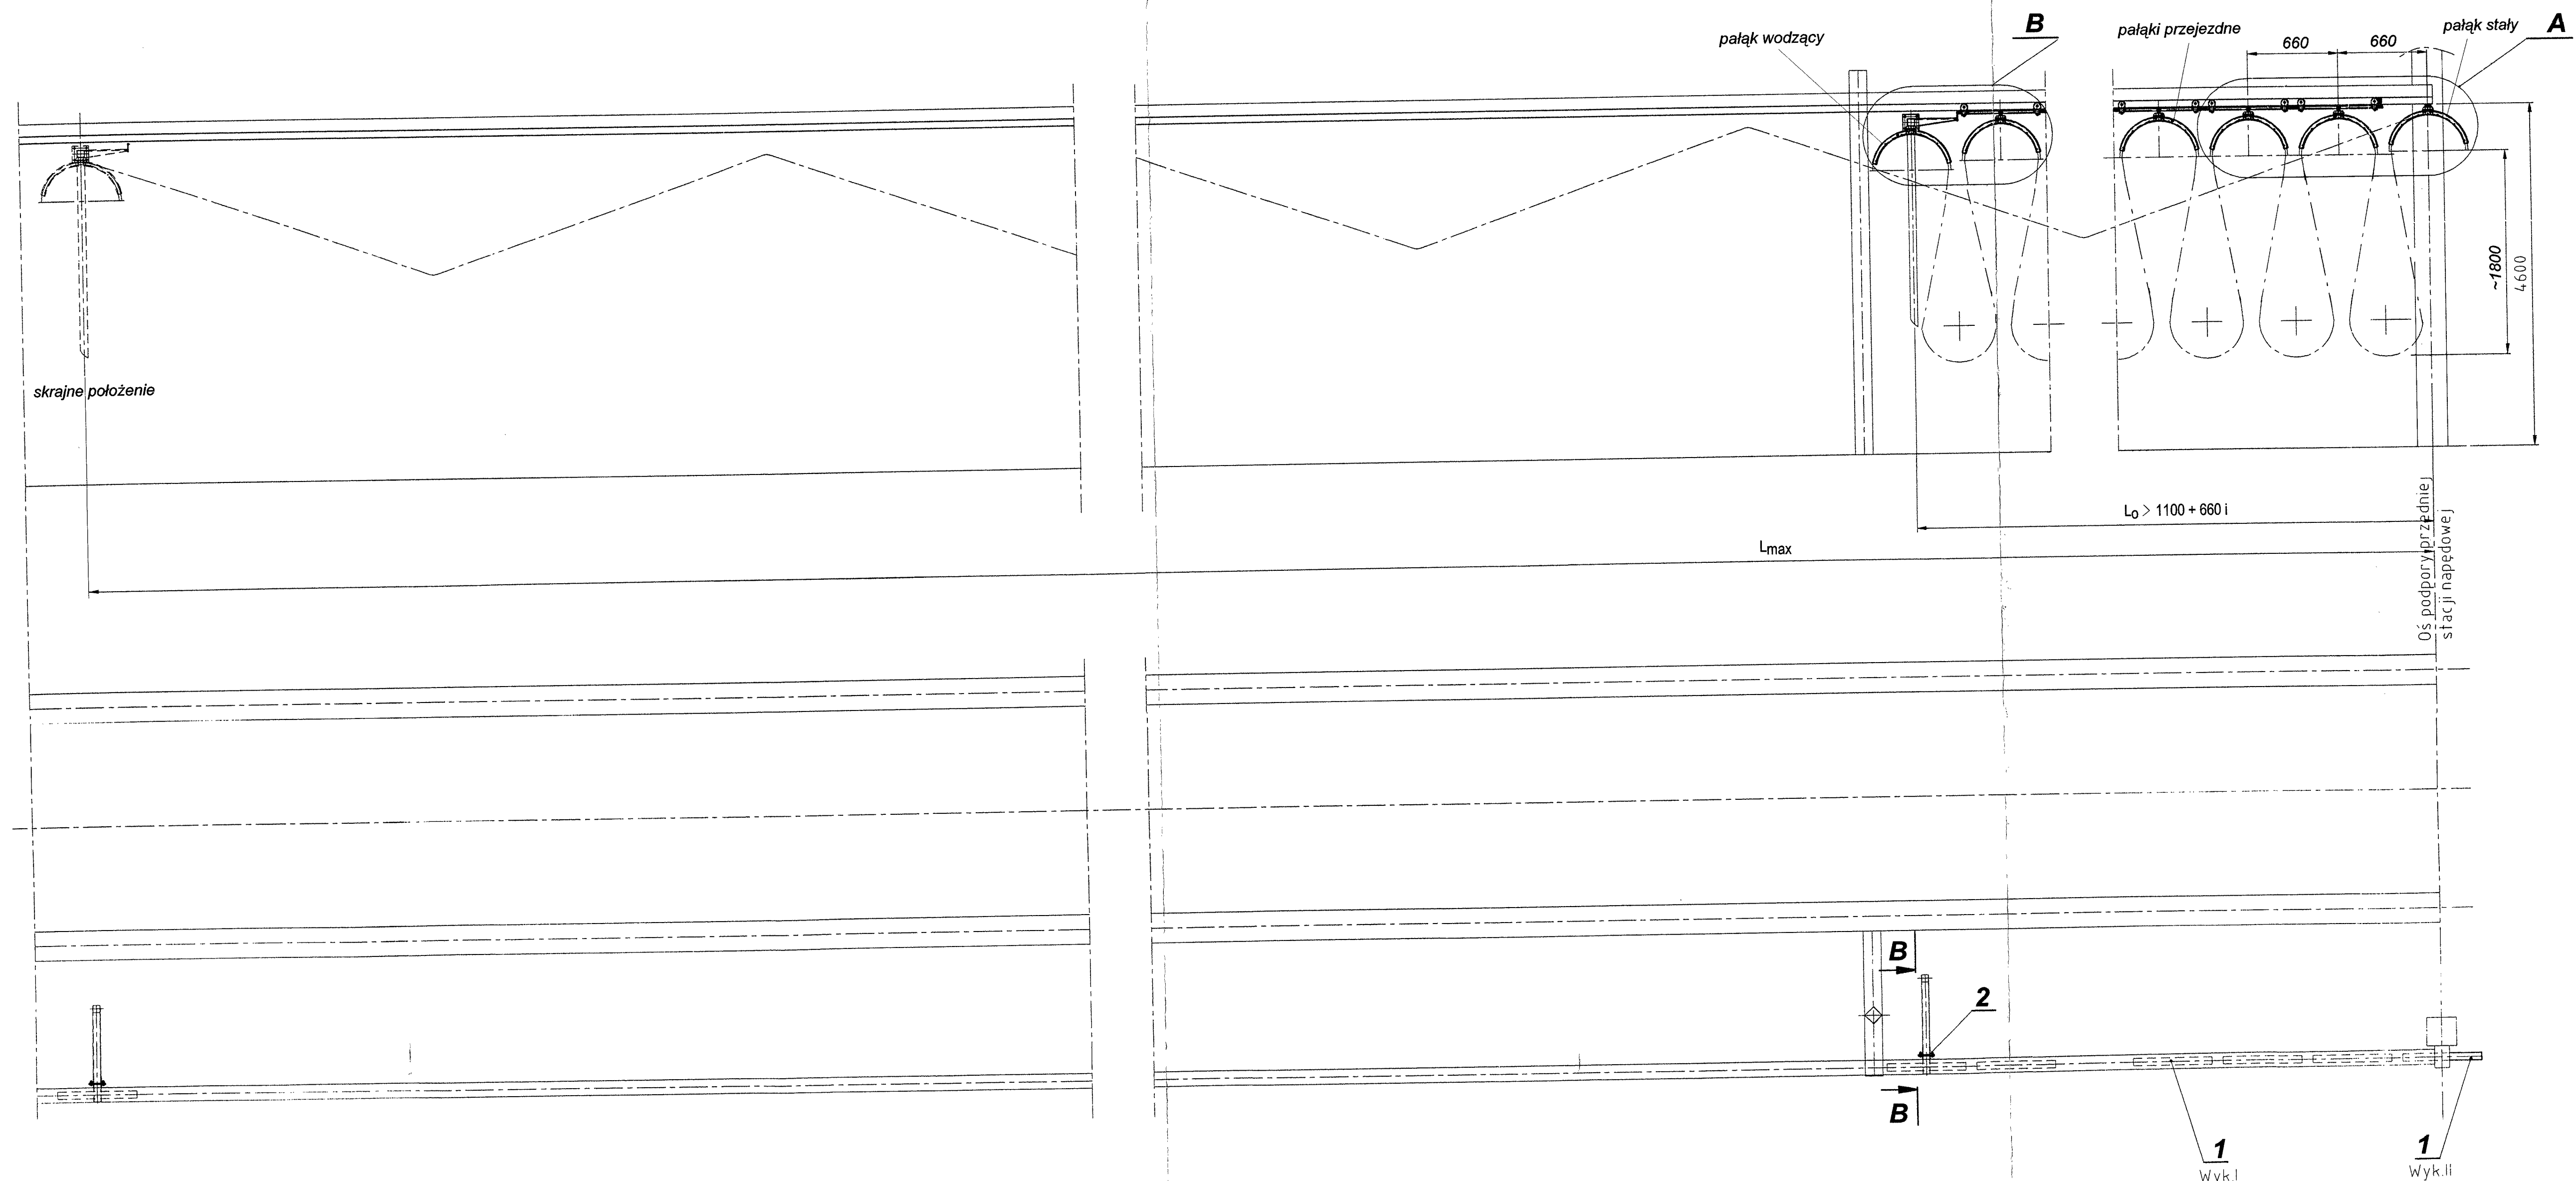 pałąk wodzący
B
pałąki przejezdne
pałąk stały
A
660
660
~1800
4600
skrajne położenie
Lo > 1100 + 660 i
Lmax
Oś podpory przedniej
stacji napędowej
B
2
B
1
Wyk.I
1
Wyk.II